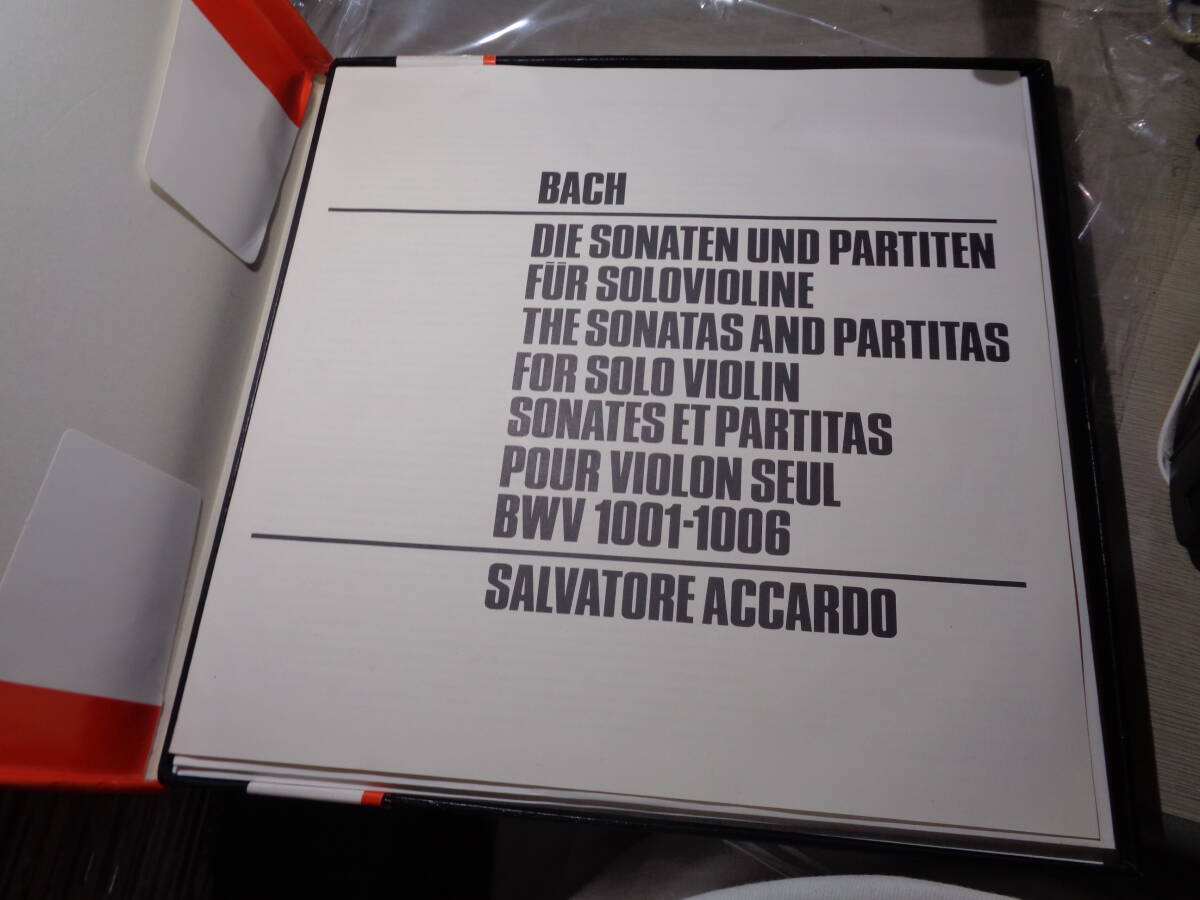 BACH
DIE SONATEN UND PARTITEN
FÜR SOLOVIOLINE
THE SONATAS AND PARTITAS
FOR SOLO VIOLIN
SONATES ET PARTITAS
POUR VIOLON SEUL
BWV 1001-1006
SALVATORE ACCARDO